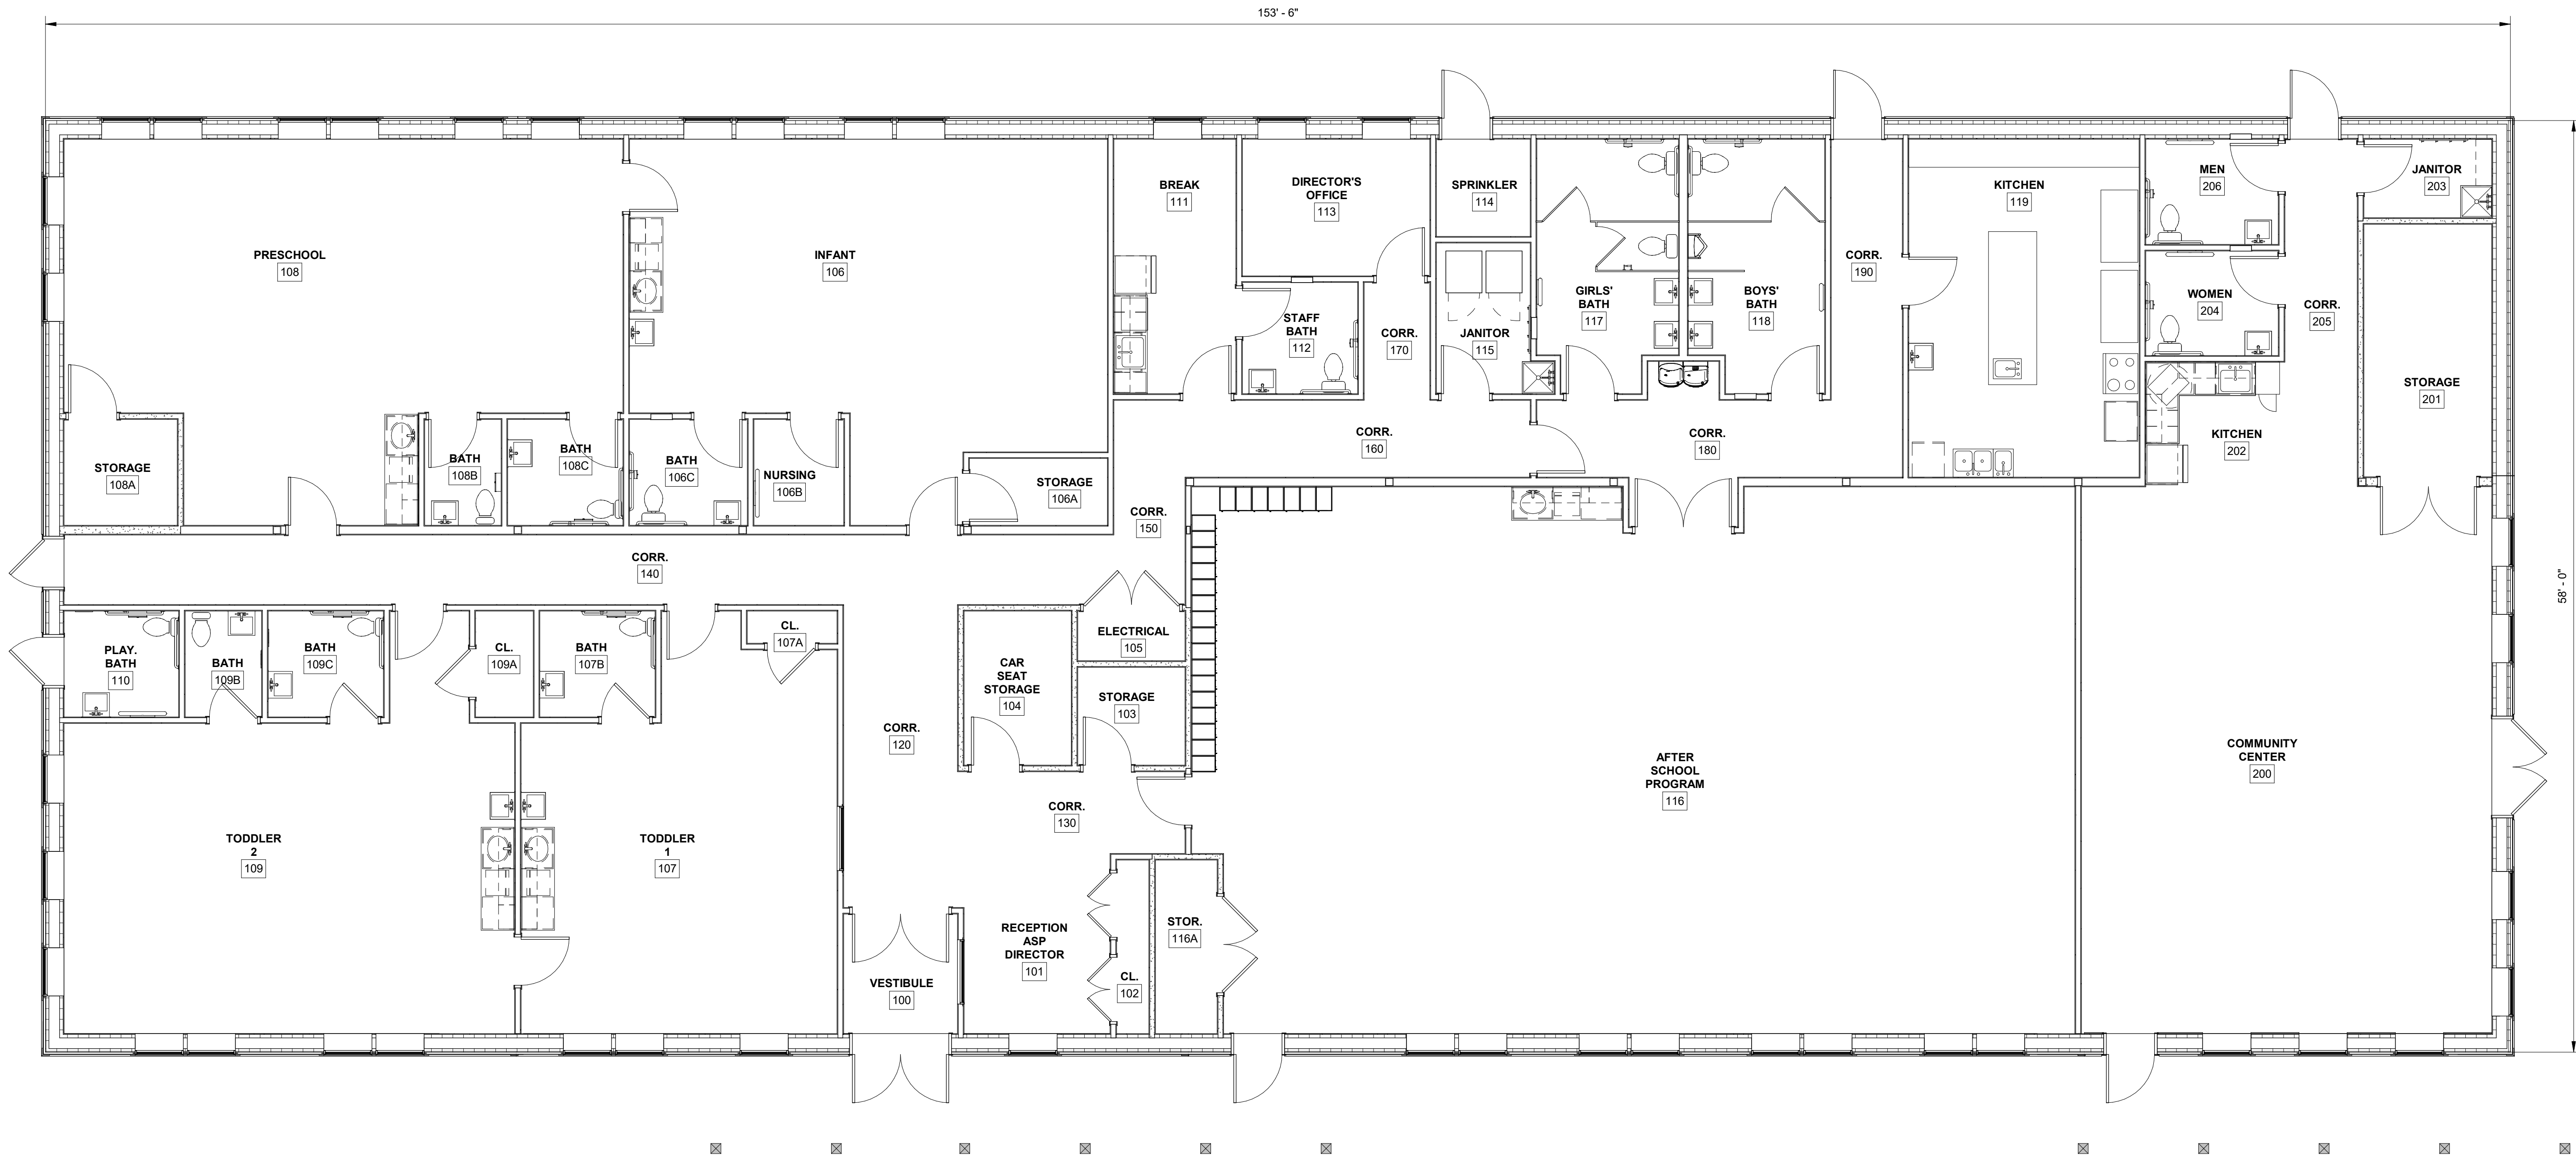 153' - 6"
BREAK
111
DIRECTOR'S
OFFICE
113
SPRINKLER
114
KITCHEN
119
MEN
206
JANITOR
203
PRESCHOOL
108
INFANT
106
CORR.
190
GIRLS'
BATH
117
BOYS'
BATH
118
WOMEN
204
CORR.
205
STAFF
BATH
112
CORR.
170
JANITOR
115
STORAGE
201
STORAGE
108A
BATH
108B
BATH
108C
BATH
106C
NURSING
106B
STORAGE
106A
CORR.
160
CORR.
180
KITCHEN
202
CORR.
150
CORR.
140
58' - 0"
PLAY.
BATH
110
BATH
109B
BATH
109C
CL.
109A
BATH
107B
CL.
107A
ELECTRICAL
105
CAR
SEAT
STORAGE
104
STORAGE
103
CORR.
120
COMMUNITY
CENTER
200
AFTER
SCHOOL
PROGRAM
116
CORR.
130
TODDLER
2
109
TODDLER
1
107
RECEPTION
ASP
DIRECTOR
101
STOR.
116A
VESTIBULE
100
CL.
102